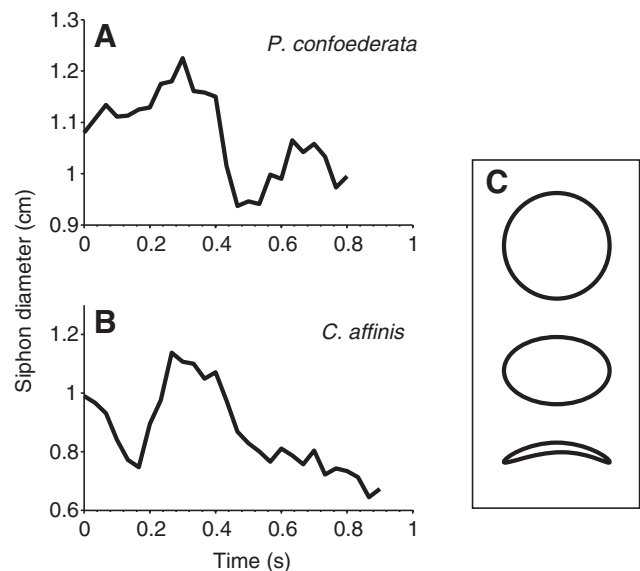 A
P. confoederata
1.3
1.2
1.1
1
0.9
0 0.2 0.4 0.6 0.8 1
Siphon diameter (cm)
B
C. affinis
1.2
1
0.8
0.6
0 0.2 0.4 0.6 0.8 1
Time (s)
C